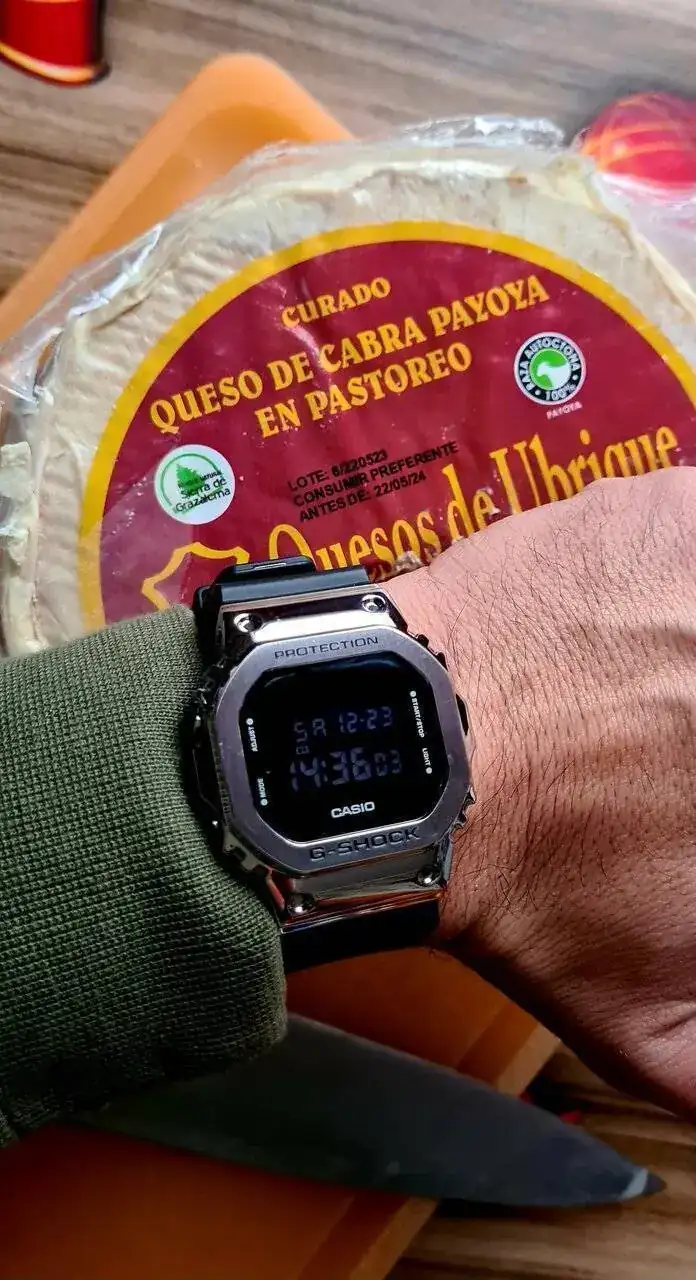 CURADO
QUESO DE CABRA PAYOYA
EN PASTOREO
RAZA AUTOCTONA
100%
PAYOYA
Sierra de
Grazalema
LOTE: 6/220523
CONSUMIR PREFERENTE
ANTES DE: 22/05/24
Quesos de Ubrique
PROTECTION
ADJUST
START/STOP
SA 12-23
14:36 03
MODE
LIGHT
CASIO
G-SHOCK